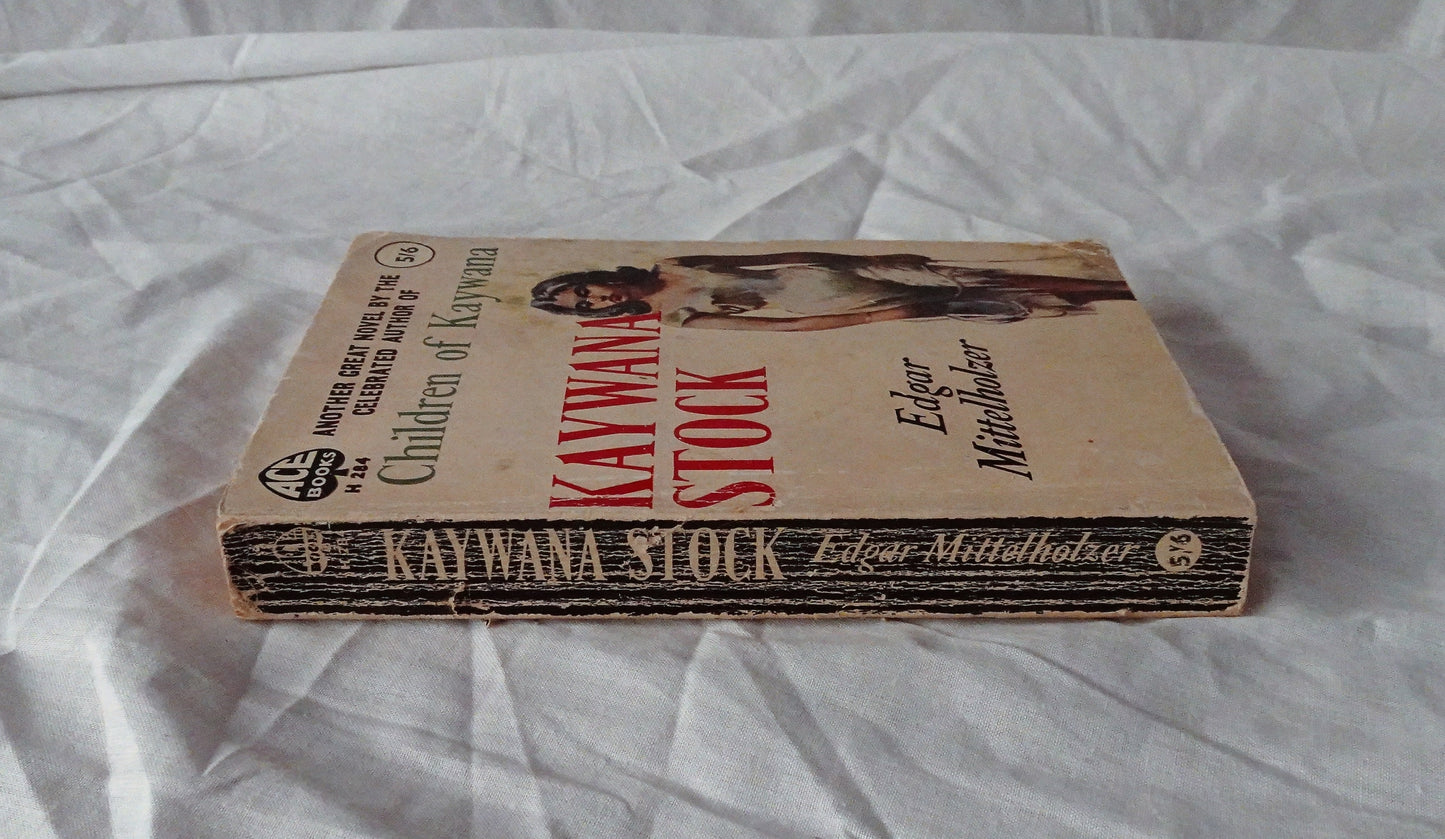 5/6
ANOTHER GREAT NOVEL BY THE
CELEBRATED AUTHOR OF
Children of Kaywana
ACE
BOOKS
H 284
KAYWANA
STOCK
Edgar
Mittelholzer
KAYWANA STOCK Edgar Mittelholzer 5/6